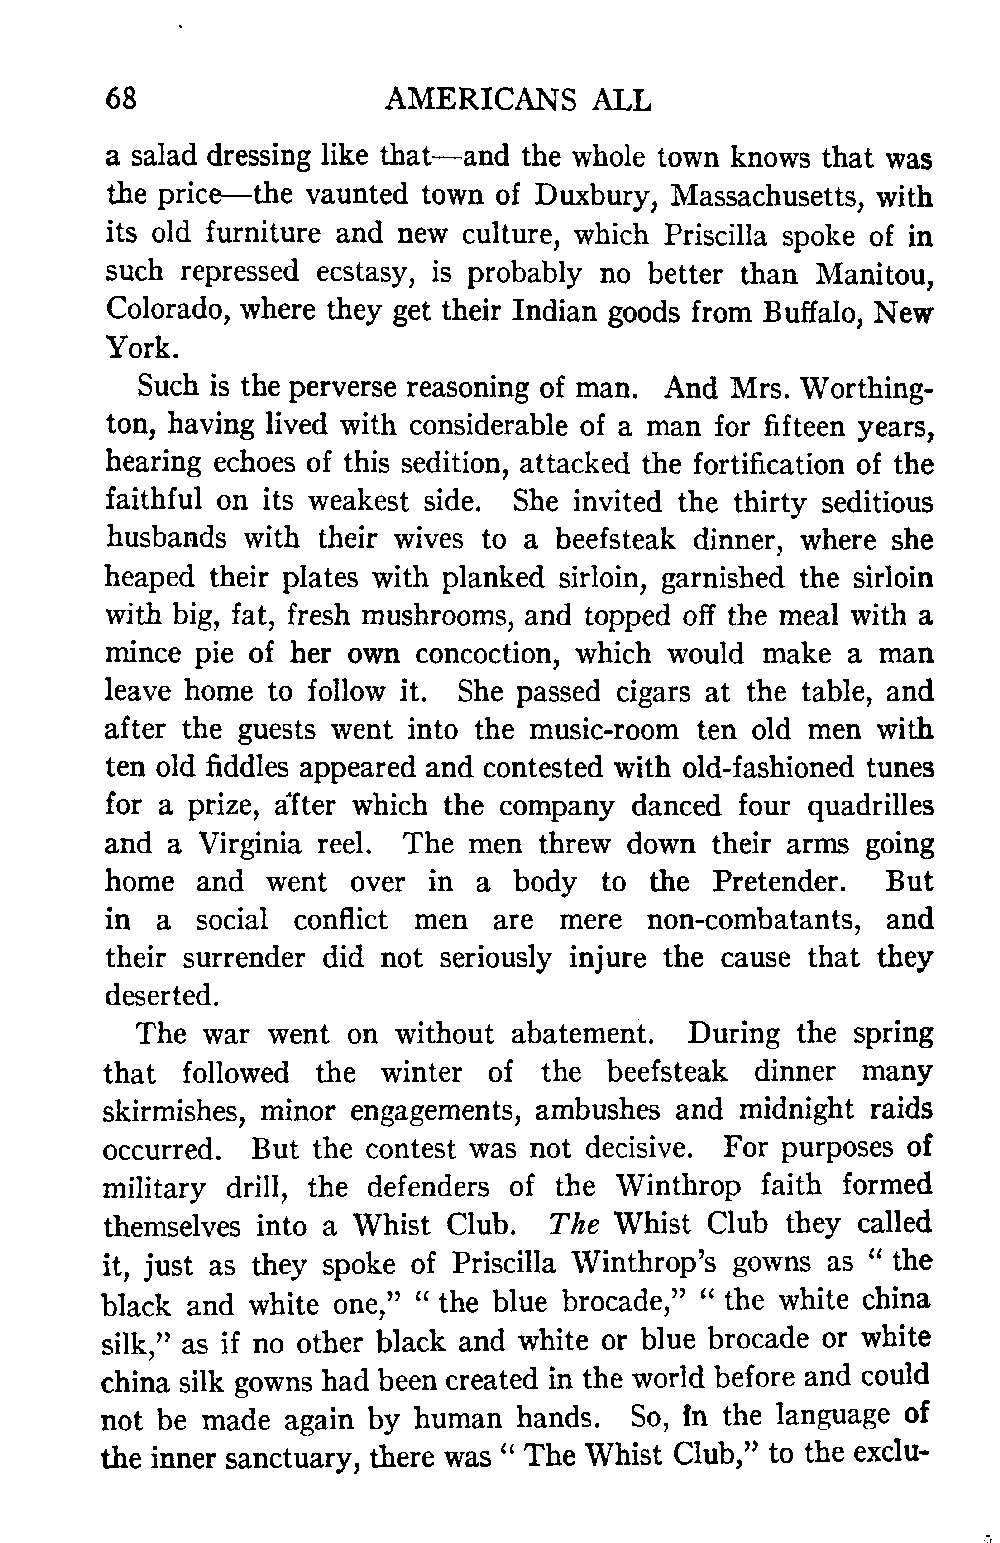 68 AMERICANS ALL
a salad dressing like that—and the whole town knows that was
the price—the vaunted town of Duxbury, Massachusetts, with
its old furniture and new culture, which Priscilla spoke of in
such repressed ecstasy, is probably no better than Manitou,
Colorado, where they get their Indian goods from Buffalo, New
York.
Such is the perverse reasoning of man. And Mrs. Worthing-
ton, having lived with considerable of a man for fifteen years,
hearing echoes of this sedition, attacked the fortification of the
faithful on its weakest side. She invited the thirty seditious
husbands with their wives to a beefsteak dinner, where she
heaped their plates with planked sirloin, garnished the sirloin
with big, fat, fresh mushrooms, and topped off the meal with a
mince pie of her own concoction, which would make a man
leave home to follow it. She passed cigars at the table, and
after the guests went into the music-room ten old men with
ten old fiddles appeared and contested with old-fashioned tunes
for a prize, after which the company danced four quadrilles
and a Virginia reel. The men threw down their arms going
home and went over in a body to the Pretender. But
in a social conflict men are mere non-combatants, and
their surrender did not seriously injure the cause that they
deserted.
The war went on without abatement. During the spring
that followed the winter of the beefsteak dinner many
skirmishes, minor engagements, ambushes and midnight raids
occurred. But the contest was not decisive. For purposes of
military drill, the defenders of the Winthrop faith formed
themselves into a Whist Club. The Whist Club they called
it, just as they spoke of Priscilla Winthrop's gowns as " the
black and white one," " the blue brocade," " the white china
silk," as if no other black and white or blue brocade or white
china silk gowns had been created in the world before and could
not be made again by human hands. So, in the language of
the inner sanctuary, there was " The Whist Club," to the exclu-